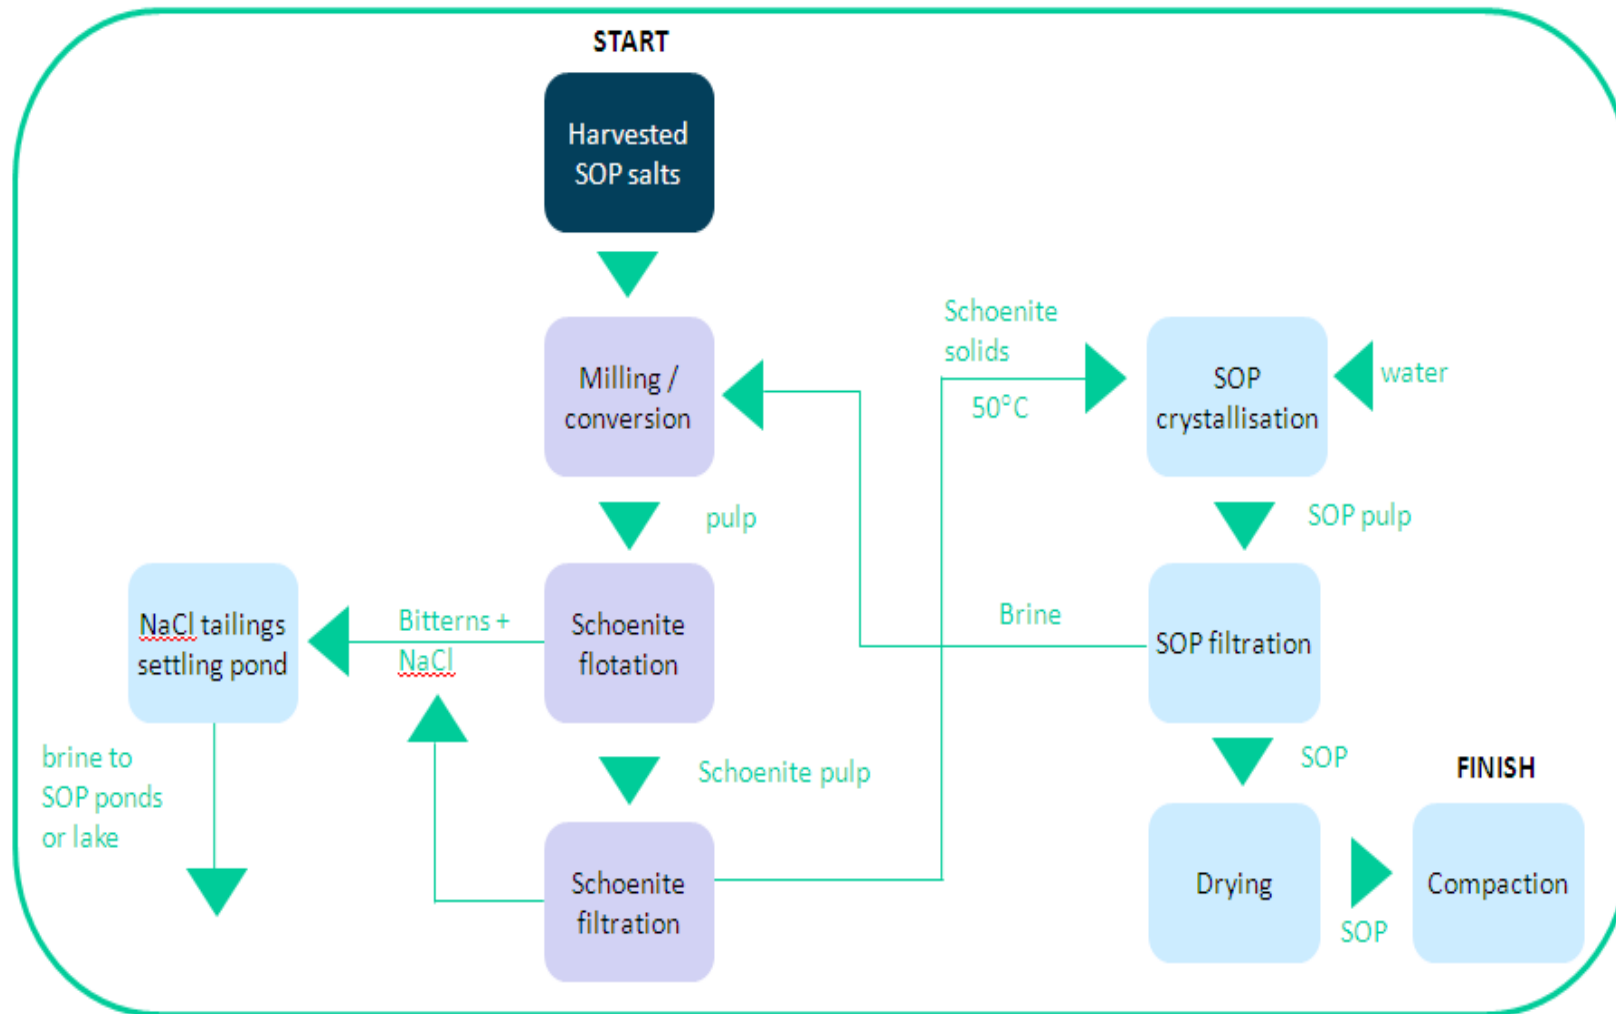 START
Harvested
SOP salts
Milling /
conversion
Schoenite
solids
50°C
SOP
crystallisation
water
pulp
SOP pulp
NaCl tailings
settling pond
Bitterns +
NaCl
Schoenite
flotation
Brine
SOP filtration
brine to
SOP ponds
or lake
Schoenite pulp
SOP
FINISH
Schoenite
filtration
Drying
SOP
Compaction